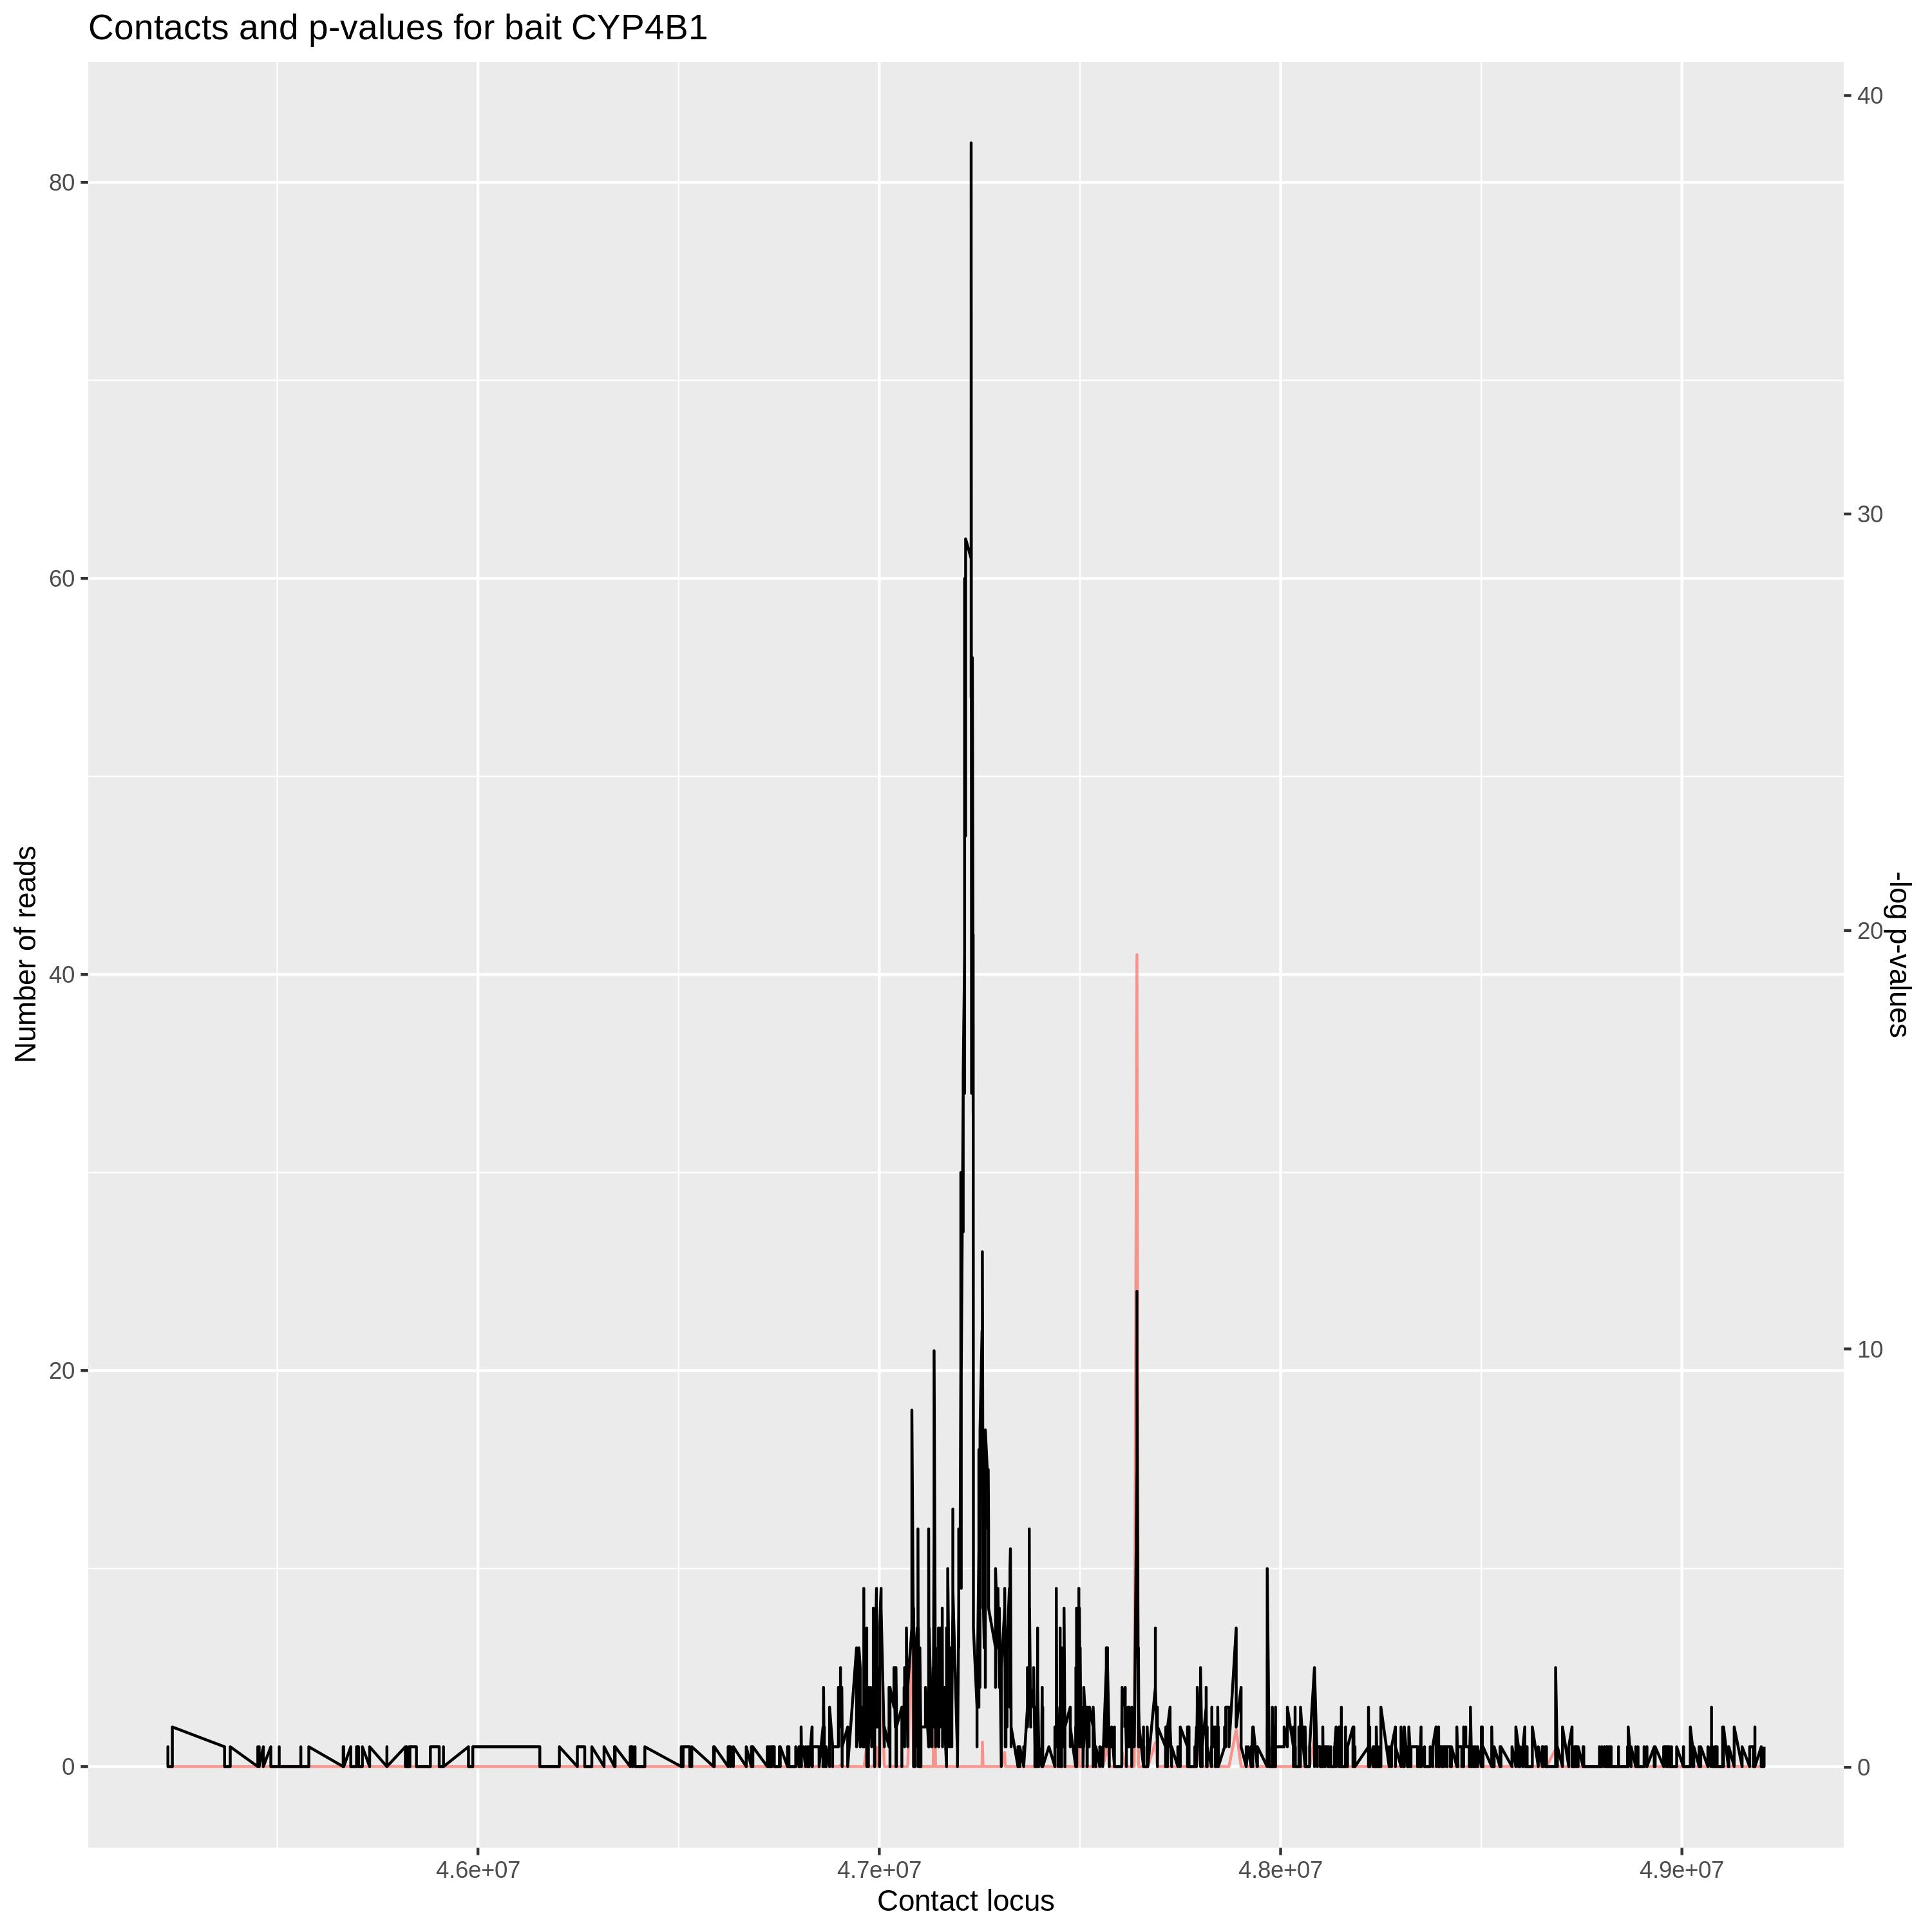 Contacts and p-values for bait CYP4B1
80
60
40
20
0
40
30
20
10
0
Number of reads
-log p-values
4.6e+07
4.7e+07
4.8e+07
4.9e+07
Contact locus